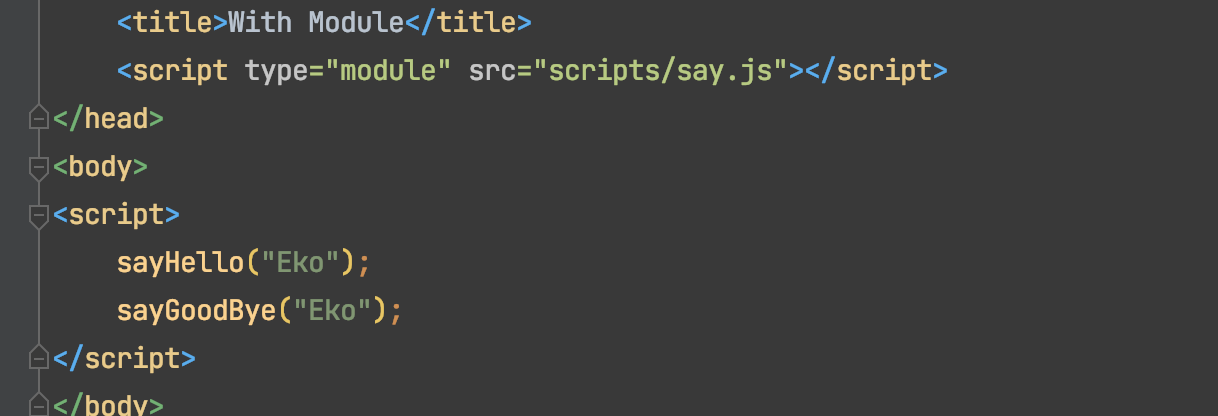 <title>With Module</title>
<script type="module" src="scripts/say.js"></script>
</head>
<body>
<script>
sayHello("Eko");
sayGoodBye("Eko");
</script>
</body>